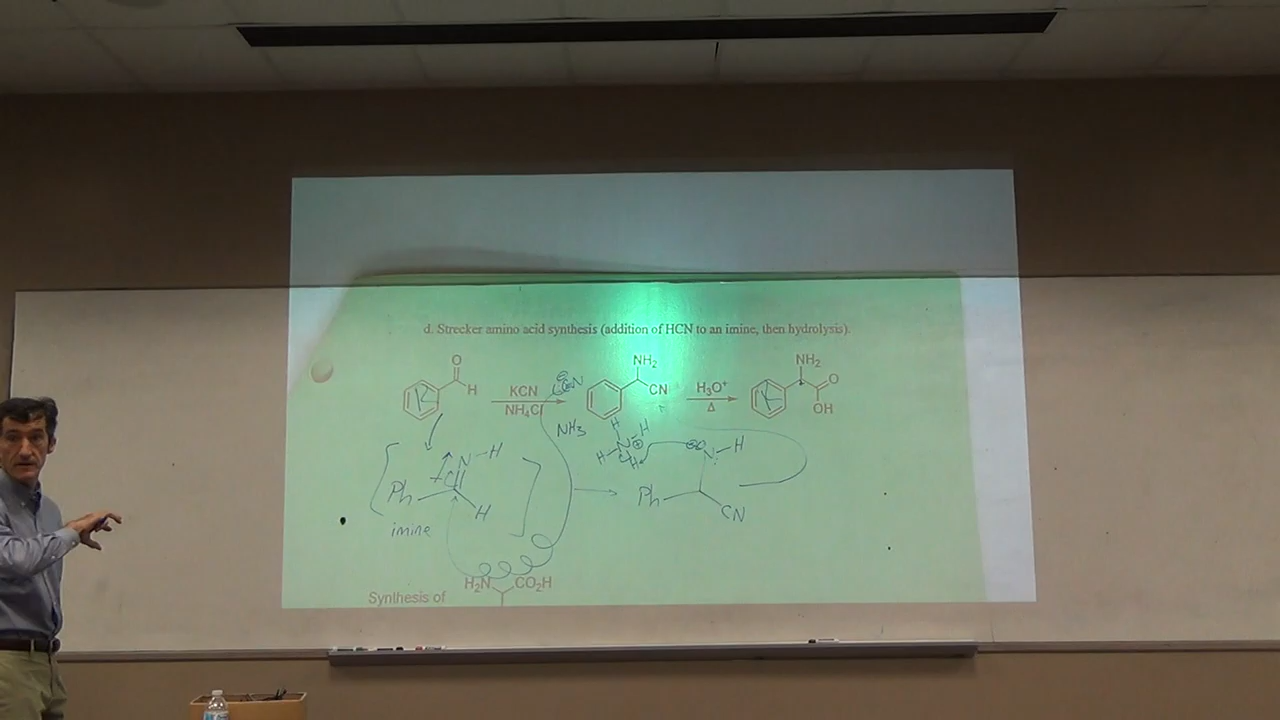 d. Strecker amino acid synthesis (addition of HCN to an imine, then hydrolysis).
O
H
KCN
NH₄Cl
NH₃
⊖CN
NH₂
CN
H₃O⁺
Δ
NH₂
O
OH
Ph
N-H
H
imine
H
H
N⊕
H
H
⊖
N-H
Ph
CN
Synthesis of
H₂N
CO₂H